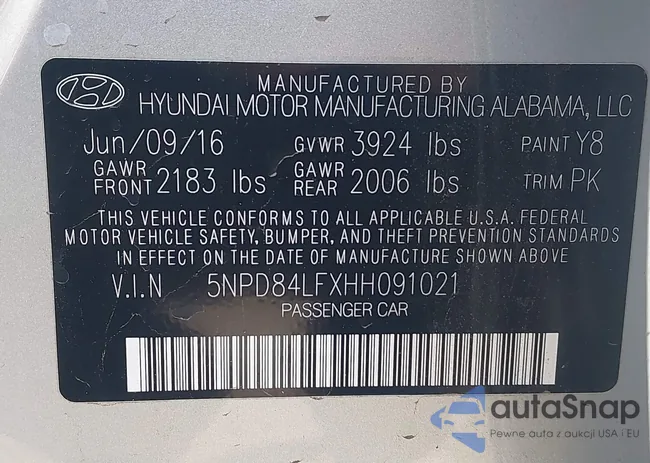 MANUFACTURED BY
HYUNDAI MOTOR MANUFACTURING ALABAMA, LLC
Jun/09/16 GVWR 3924 lbs PAINT Y8
GAWR FRONT 2183 lbs GAWR REAR 2006 lbs TRIM PK
THIS VEHICLE CONFORMS TO ALL APPLICABLE U.S.A. FEDERAL
MOTOR VEHICLE SAFETY, BUMPER, AND THEFT PREVENTION STANDARDS
IN EFFECT ON THE DATE OF MANUFACTURE SHOWN ABOVE.
V.I.N 5NPD84LFXHH091021
PASSENGER CAR
autaSnap
Pewne auta z aukcji USA i EU